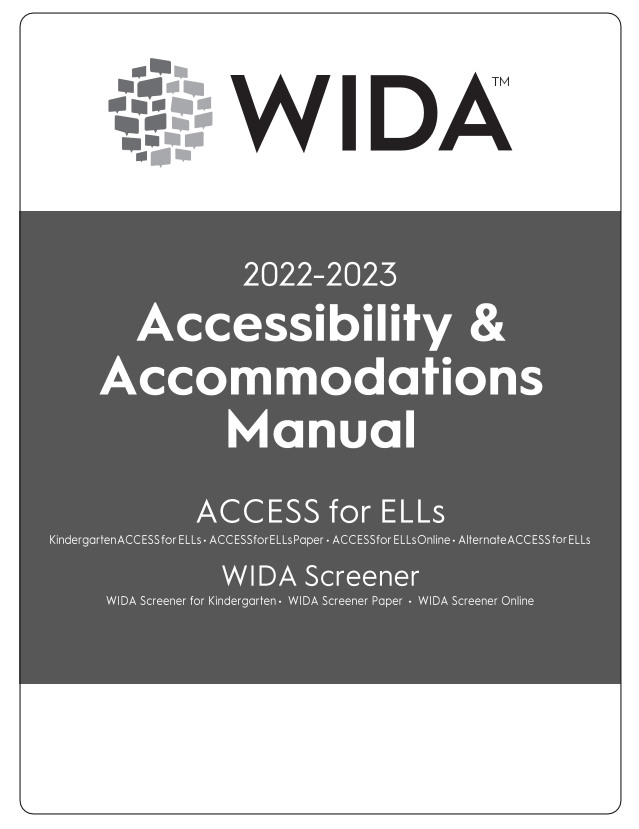 WIDA™
2022-2023
Accessibility &
Accommodations
Manual
ACCESS for ELLs
Kindergarten ACCESS for ELLs • ACCESS for ELLs Paper • ACCESS for ELLs Online • Alternate ACCESS for ELLs
WIDA Screener
WIDA Screener for Kindergarten • WIDA Screener Paper • WIDA Screener Online